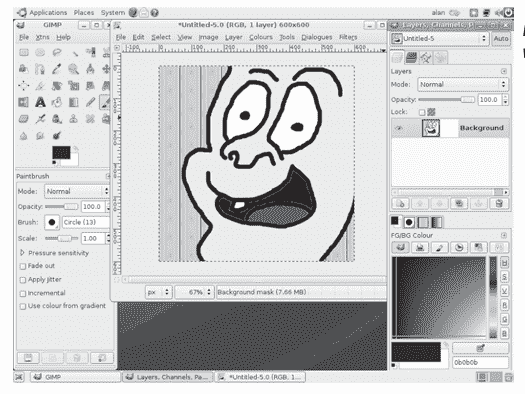 Applications Places System
alan
GIMP
*Untitled-5.0 (RGB, 1 layer) 600x600
Layers, Channels, P...
File Xtns Help
File Edit Select View Image Layer Colours Tools Dialogues Filters
Untitled-5
Auto
Layers
Mode: Normal
Opacity: 100.0
Lock:
Background
Paintbrush
Mode: Normal
Opacity: 100.0
Brush: Circle (13)
Scale: 1.00
Pressure sensitivity
Fade out
Apply jitter
Incremental
Use colour from gradient
FG/BG Colour
H
S
V
R
G
B
px 67% Background mask (7.66 MB)
0b0b0b
GIMP
Layers, Channels, Pa...
*Untitled-5.0 (RGB, 1...